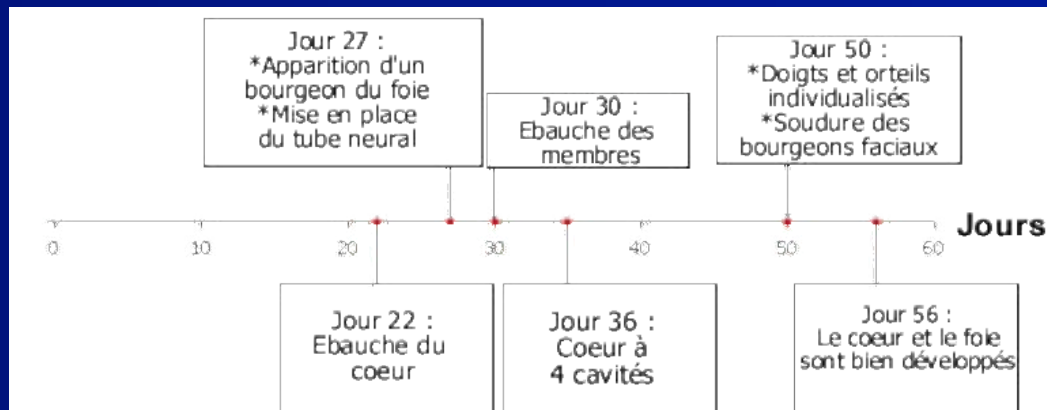 Jour 27 :
*Apparition d'un
bourgeon du foie
*Mise en place
du tube neural
Jour 30 :
Ebauche des
membres
Jour 50 :
*Doigts et orteils
individualisés
*Soudure des
bourgeons faciaux
0 10 20 30 40 50 60 Jours
Jour 22 :
Ebauche du
coeur
Jour 36 :
Coeur à
4 cavités
Jour 56 :
Le coeur et le foie
sont bien développés